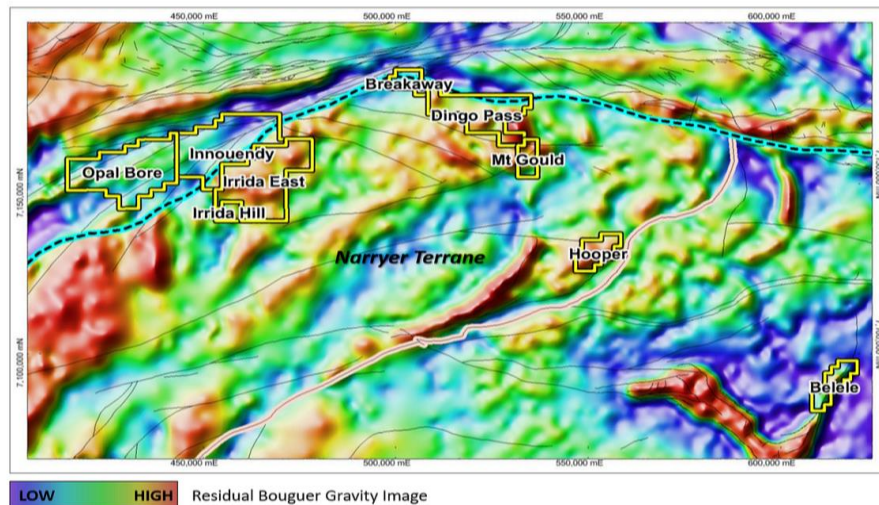 450,000 mE 500,000 mE 550,000 mE 600,000 mE
Breakaway
Dingo Pass
Innouendy
Mt Gould
Opal Bore
Irrida East
7,150,000 mN
Irrida Hill
Narryer Terrane
Hooper
7,100,000 mN
Belele
450,000 mE 500,000 mE 550,000 mE 600,000 mE
LOW HIGH Residual Bouguer Gravity Image